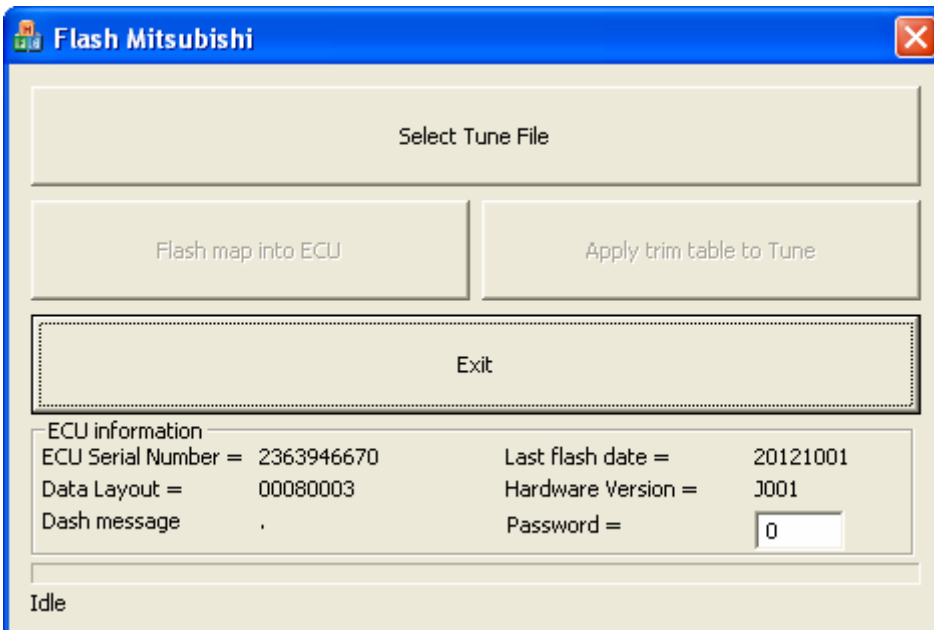 Flash Mitsubishi
Select Tune File
Flash map into ECU
Apply trim table to Tune
Exit
ECU information
ECU Serial Number = 2363946670 Last flash date = 20121001
Data Layout = 00080003 Hardware Version = J001
Dash message . Password = 0
Idle